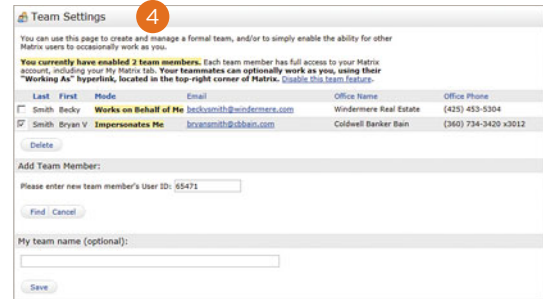 Team Settings 4
You can use this page to create and manage a formal team, and/or to simply enable the ability for other
Matrix users to occasionally work as you.
You currently have enabled 2 team members. Each team member has full access to your Matrix
account, including your My Matrix tab. Your teammates can optionally work as you, using their
"Working As" hyperlink, located in the top-right corner of Matrix. Disable this team feature.
Last First Mode Email Office Name Office Phone
Smith Becky Works on Behalf of Me beckysmith@windermere.com Windermere Real Estate (425) 453-5304
Smith Bryan V Impersonates Me bryansmith@cbbain.com Coldwell Banker Bain (360) 734-3420 x3012
Delete
Add Team Member:
Please enter new team member's User ID: 65471
Find Cancel
My team name (optional):
Save